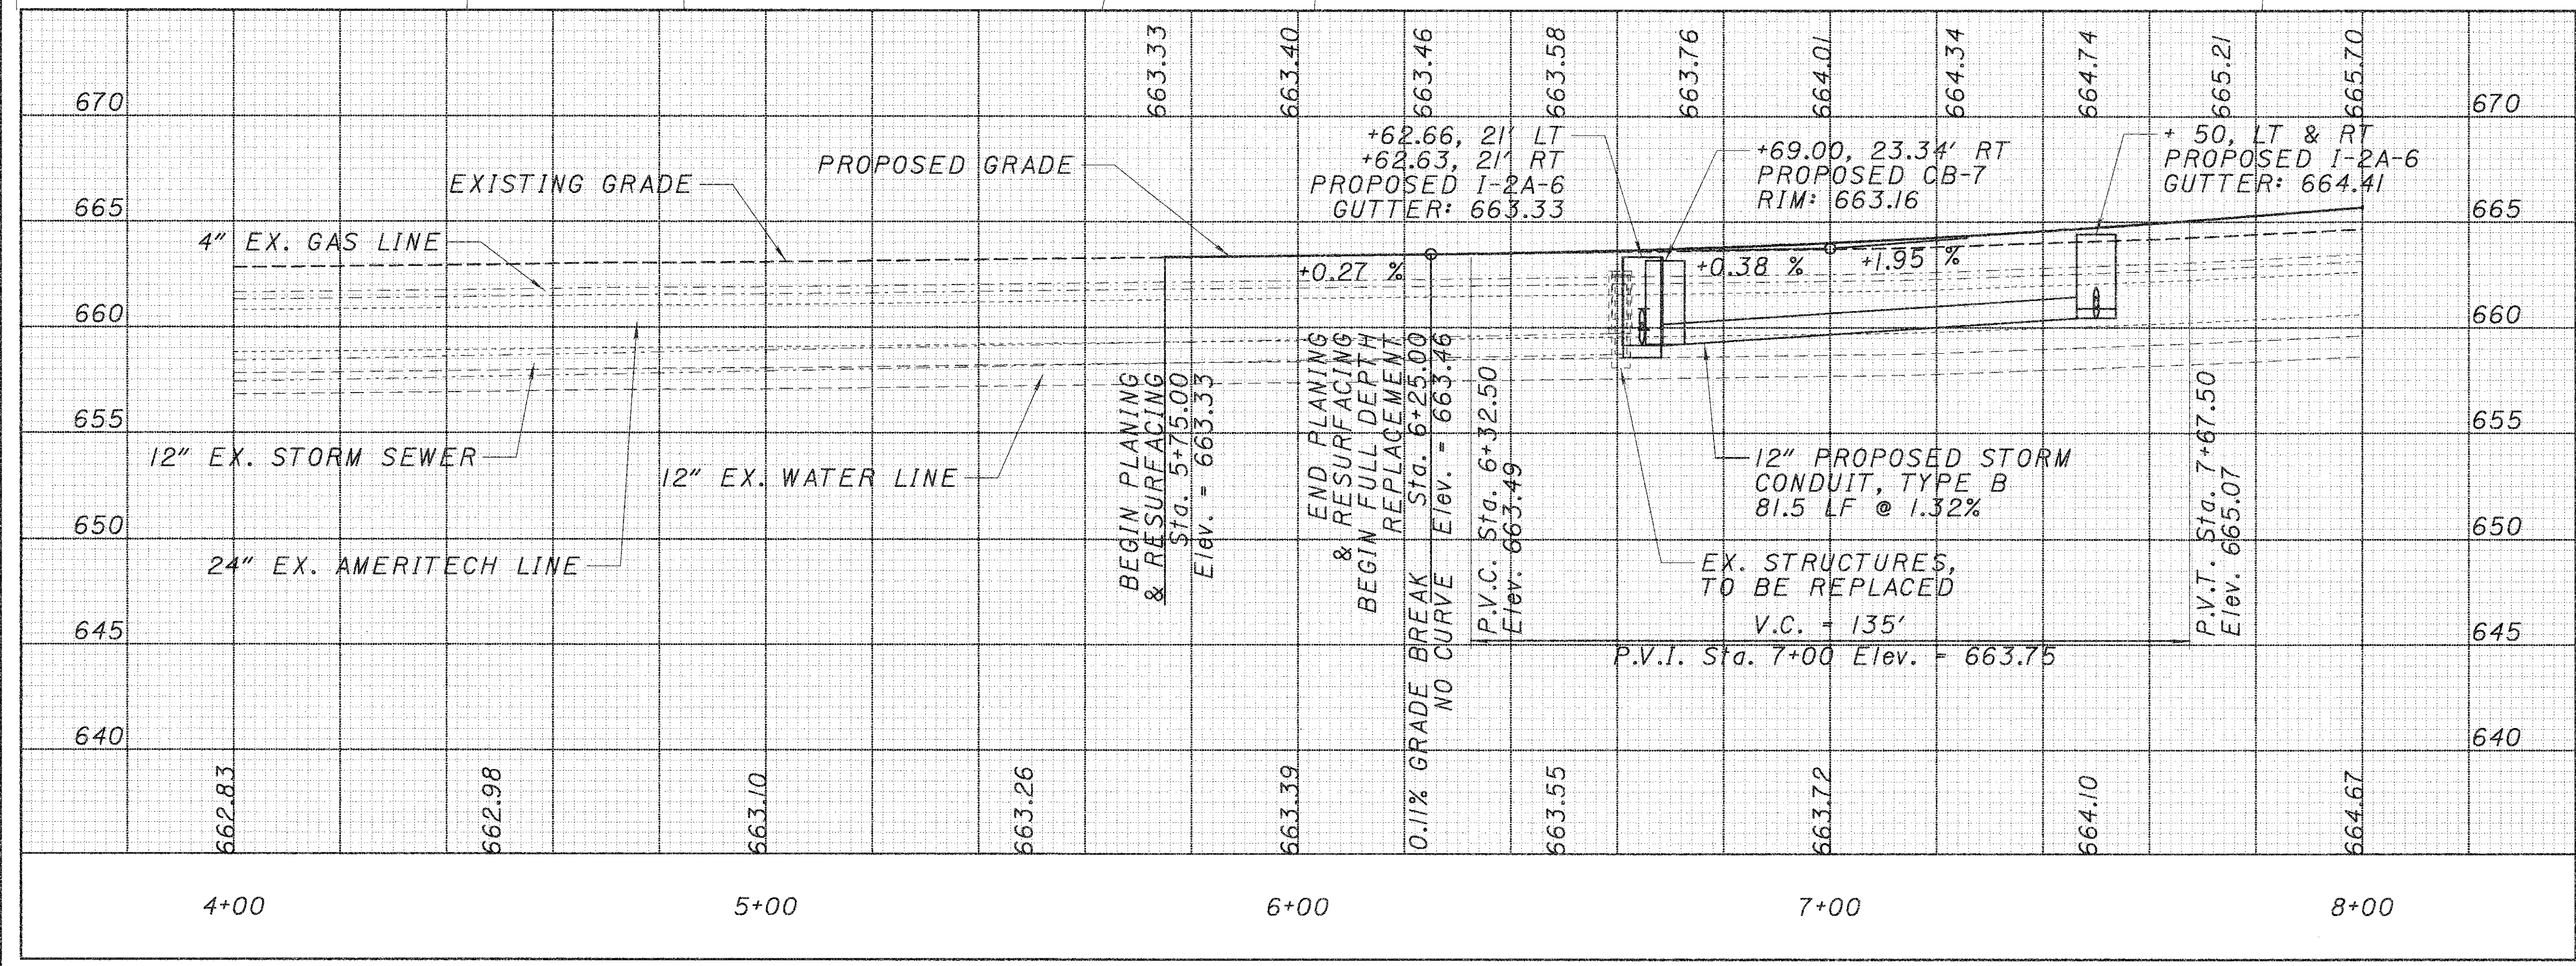 663.33
663.40
663.46
663.58
663.76
664.01
664.34
664.74
665.21
665.70
670
670
+62.66, 21' LT
+62.63, 21' RT
PROPOSED I-2A-6
GUTTER: 663.33
+69.00, 23.34' RT
PROPOSED CB-7
RIM: 663.16
+ 50, LT & RT
PROPOSED I-2A-6
GUTTER: 664.41
PROPOSED GRADE
EXISTING GRADE
665
665
4" EX. GAS LINE
+0.27 %
+0.38 %
+1.95 %
660
660
BEGIN PLANING
& RESURFACING
Sta. 5+75.00
Elev. = 663.33
END PLANING
& RESURFACING
BEGIN FULL DEPTH
REPLACEMENT
Sta. 6+25.00
Elev. = 663.46
0.11% GRADE BREAK
NO CURVE
P.V.C. Sta. 6+32.50
Elev. 663.49
P.V.T. Sta. 7+67.50
Elev. 665.07
655
655
12" EX. STORM SEWER
12" EX. WATER LINE
12" PROPOSED STORM
CONDUIT, TYPE B
81.5 LF @ 1.32%
650
650
24" EX. AMERITECH LINE
EX. STRUCTURES,
TO BE REPLACED
645
645
V.C. = 135'
P.V.I. Sta. 7+00 Elev. = 663.75
640
640
662.83
662.98
663.10
663.26
663.39
663.55
663.72
664.10
664.67
4+00
5+00
6+00
7+00
8+00